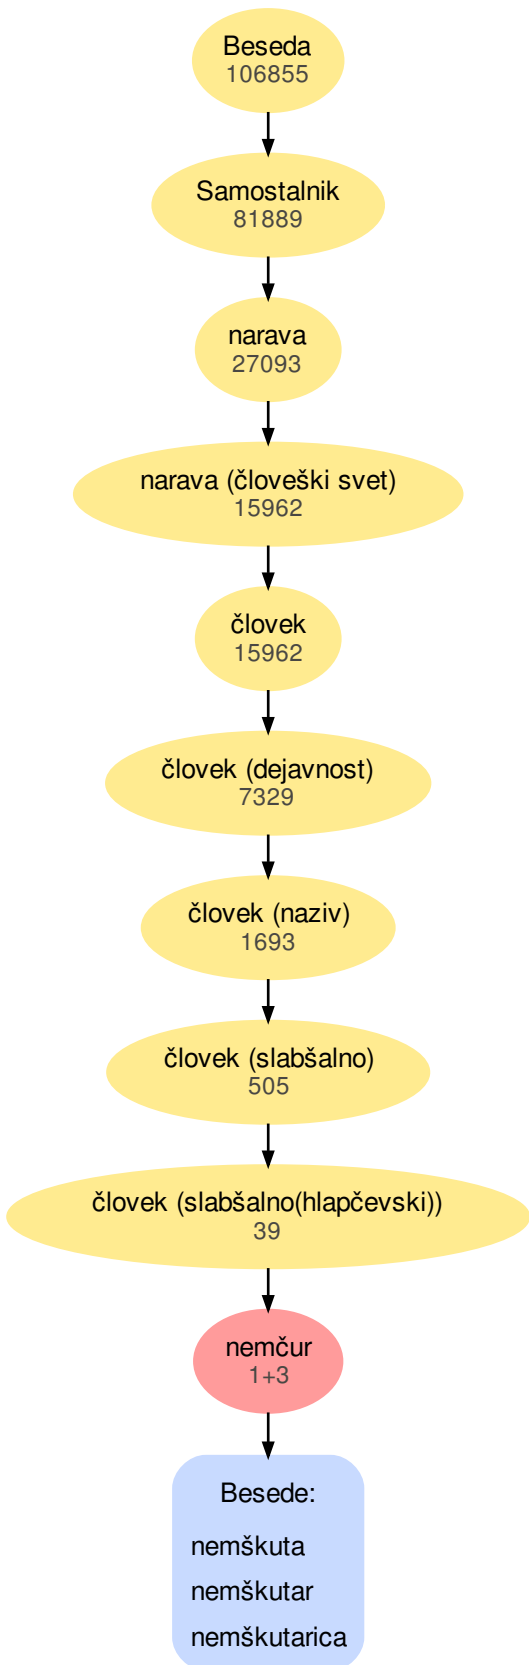 Beseda
106855
Samostalnik
81889
narava
27093
narava (človeški svet)
15962
človek
15962
človek (dejavnost)
7329
človek (naziv)
1693
človek (slabšalno)
505
človek (slabšalno(hlapčevski))
39
nemčur
1+3
Besede:
nemškuta
nemškutar
nemškutarica